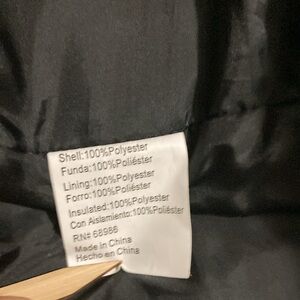 Shell:100%Polyester
Funda:100%Poliéster
Lining:100%Polyester
Forro:100%Poliéster
Insulated:100%Polyester
Con Aislamiento:100%Poliéster
RN# 68986
Made in China
Hecho en China